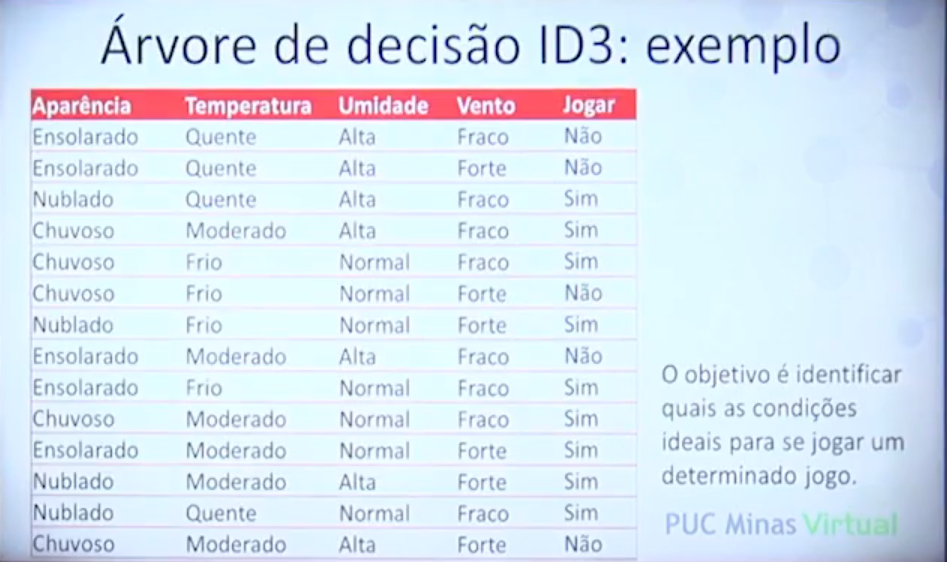 Árvore de decisão ID3: exemplo
Aparência Temperatura Umidade Vento Jogar
Ensolarado Quente Alta Fraco Não
Ensolarado Quente Alta Forte Não
Nublado Quente Alta Fraco Sim
Chuvoso Moderado Alta Fraco Sim
Chuvoso Frio Normal Fraco Sim
Chuvoso Frio Normal Forte Não
Nublado Frio Normal Forte Sim
Ensolarado Moderado Alta Fraco Não
Ensolarado Frio Normal Fraco Sim
Chuvoso Moderado Normal Fraco Sim
Ensolarado Moderado Normal Forte Sim
Nublado Moderado Alta Forte Sim
Nublado Quente Normal Fraco Sim
Chuvoso Moderado Alta Forte Não
O objetivo é identificar
quais as condições
ideais para se jogar um
determinado jogo.
PUC Minas Virtual